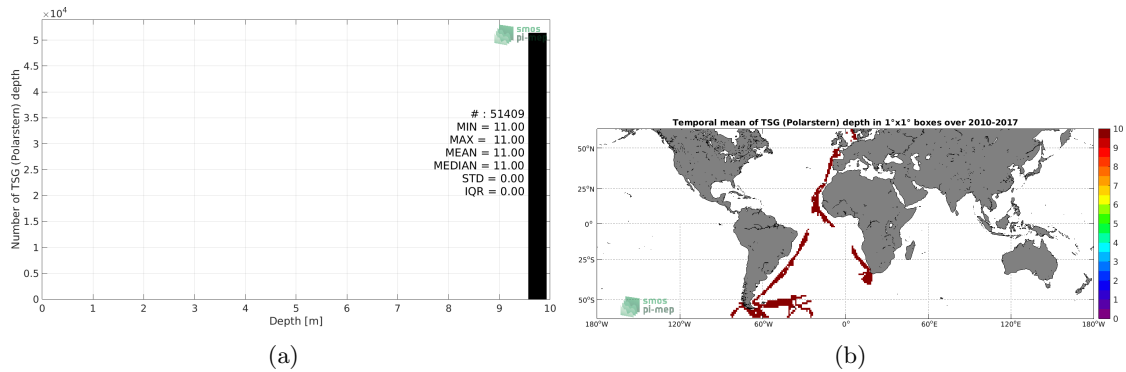 ×10⁴
5
4.5
4
3.5
3
2.5
2
1.5
1
0.5
0
Number of TSG (Polarstern) depth
smos
pi-mep
# : 51409
MIN = 11.00
MAX = 11.00
MEAN = 11.00
MEDIAN = 11.00
STD = 0.00
IQR = 0.00
0 1 2 3 4 5 6 7 8 9 10
Depth [m]
(a)
Temporal mean of TSG (Polarstern) depth in 1°x1° boxes over 2010-2017
50°N
25°N
0°
25°S
50°S
smos
pi-mep
180°W 120°W 60°W 0° 60°E 120°E 180°W
10
9
8
7
6
5
4
3
2
1
0
(b)